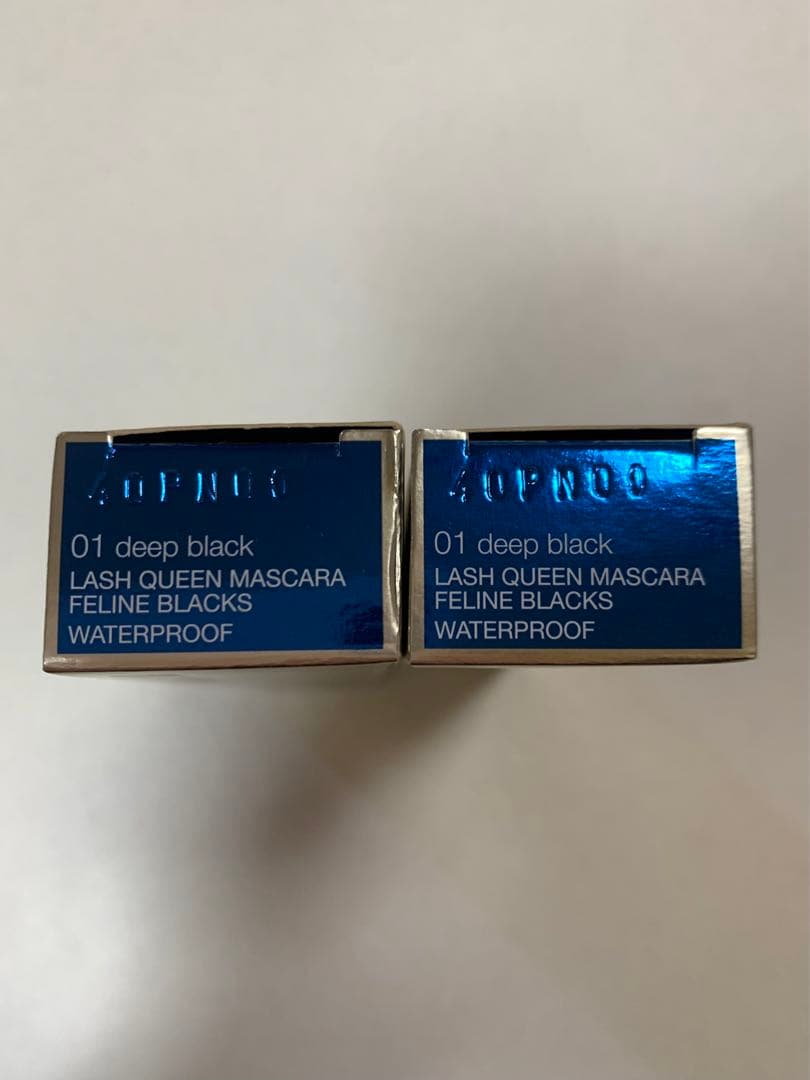 40PN00
01 deep black
LASH QUEEN MASCARA
FELINE BLACKS
WATERPROOF
40PN00
01 deep black
LASH QUEEN MASCARA
FELINE BLACKS
WATERPROOF